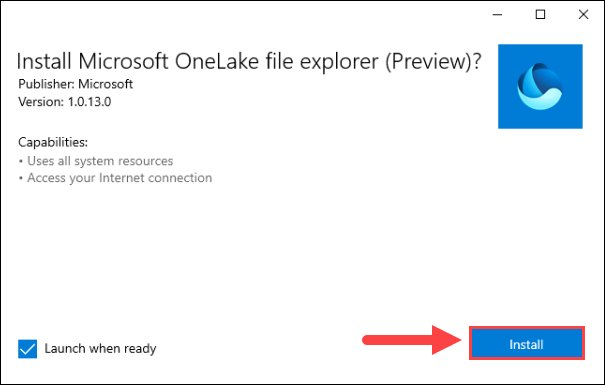 Install Microsoft OneLake file explorer (Preview)?
Publisher: Microsoft
Version: 1.0.13.0
Capabilities:
• Uses all system resources
• Access your Internet connection
Launch when ready
Install